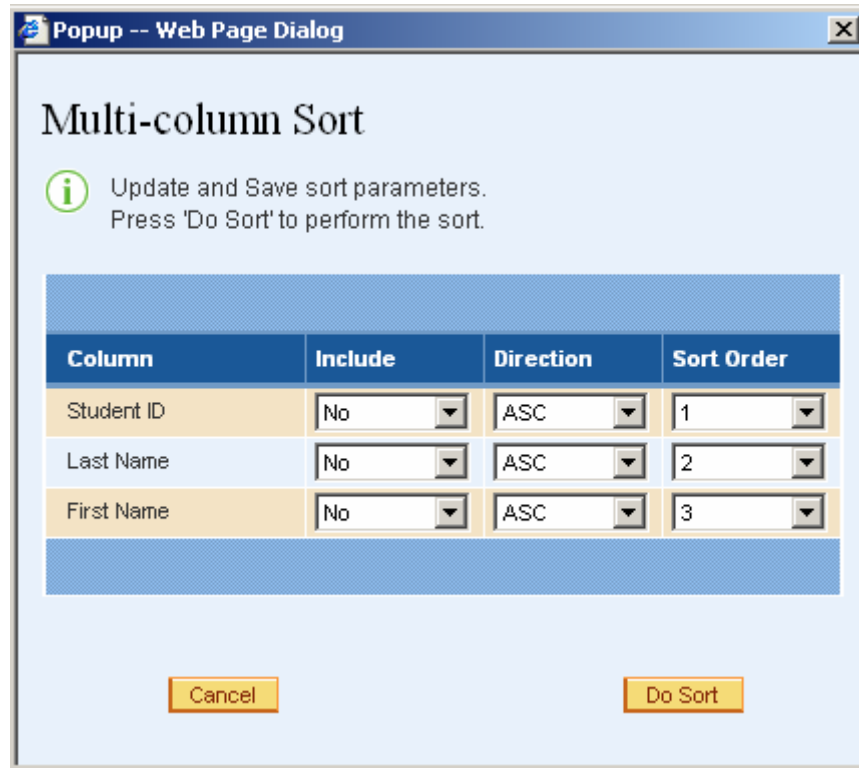 Popup -- Web Page Dialog
Multi-column Sort
Update and Save sort parameters.
Press 'Do Sort' to perform the sort.
Column Include Direction Sort Order
Student ID No ASC 1
Last Name No ASC 2
First Name No ASC 3
Cancel Do Sort